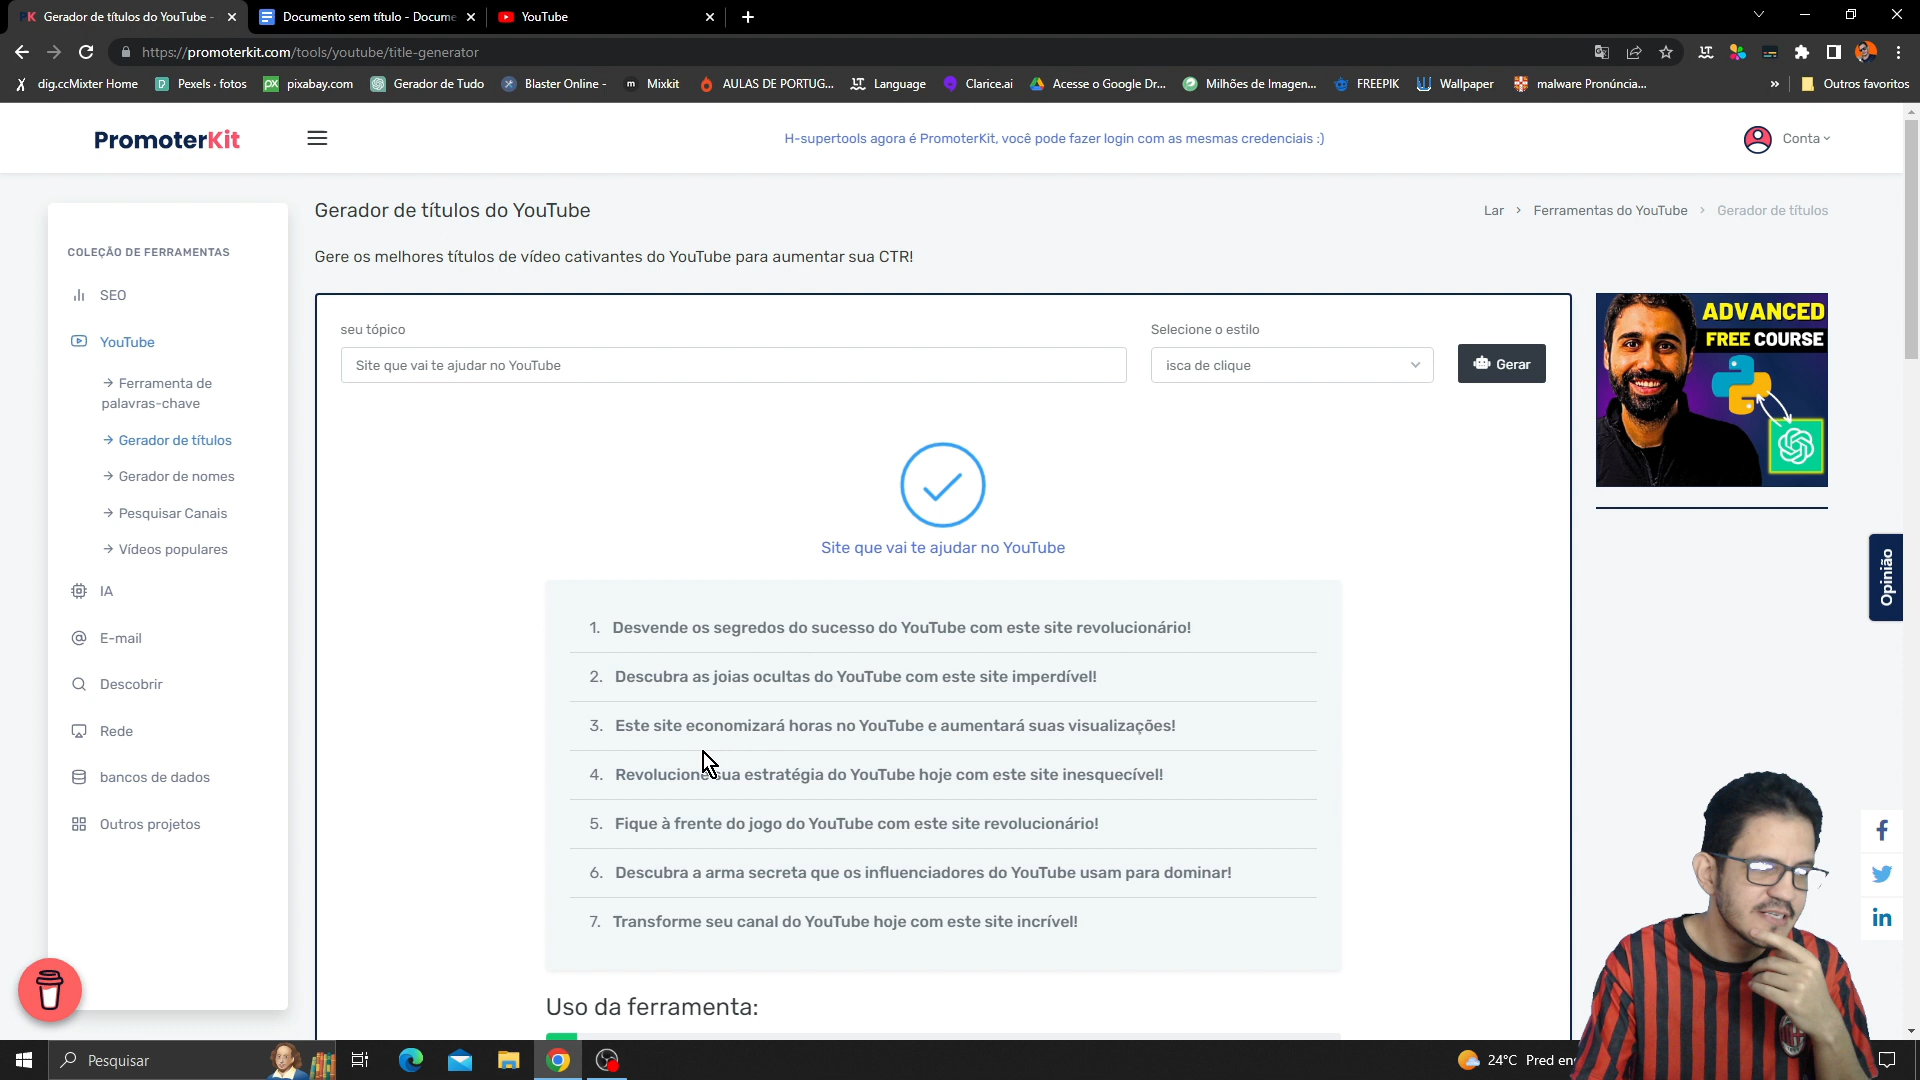 Gerador de títulos do YouTube -
Documento sem título - Docume
YouTube
https://promoterkit.com/tools/youtube/title-generator
dig.ccMixter Home
Pexels · fotos
pixabay.com
Gerador de Tudo
Blaster Online -
Mixkit
AULAS DE PORTUG...
Language
Clarice.ai
Acesse o Google Dr...
Milhões de Imagen...
FREEPIK
Wallpaper
malware Pronúncia...
»
Outros favoritos
PromoterKit
H-supertools agora é PromoterKit, você pode fazer login com as mesmas credenciais :)
Conta
Gerador de títulos do YouTube
Lar > Ferramentas do YouTube > Gerador de títulos
Gere os melhores títulos de vídeo cativantes do YouTube para aumentar sua CTR!
COLEÇÃO DE FERRAMENTAS
SEO
YouTube
→ Ferramenta de
palavras-chave
→ Gerador de títulos
→ Gerador de nomes
→ Pesquisar Canais
→ Vídeos populares
IA
E-mail
Descobrir
Rede
bancos de dados
Outros projetos
seu tópico
Site que vai te ajudar no YouTube
Selecione o estilo
isca de clique
Gerar
Site que vai te ajudar no YouTube
1. Desvende os segredos do sucesso do YouTube com este site revolucionário!
2. Descubra as joias ocultas do YouTube com este site imperdível!
3. Este site economizará horas no YouTube e aumentará suas visualizações!
4. Revolucione sua estratégia do YouTube hoje com este site inesquecível!
5. Fique à frente do jogo do YouTube com este site revolucionário!
6. Descubra a arma secreta que os influenciadores do YouTube usam para dominar!
7. Transforme seu canal do YouTube hoje com este site incrível!
Uso da ferramenta:
ADVANCED
FREE COURSE
Opinião
Pesquisar
24°C Pred en